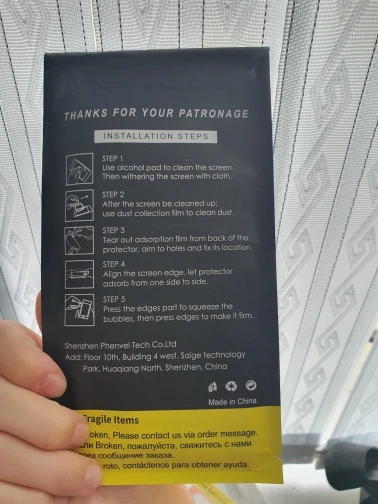 THANKS FOR YOUR PATRONAGE
INSTALLATION STEPS
STEP 1
Use alcohol pad to clean the screen.
Then withering the screen with cloth.
STEP 2
After the screen be cleaned up;
use dust collection film to clean dust.
STEP 3
Tear out adsorption film from back of the
protector, aim to holes and fix its location.
STEP 4
Align the screen edge, let protector
adsorb from one side to side.
STEP 5
Press the edges part to squeeze the
bubbles, then press edges to make it firm.
Shenzhen Phenvel Tech Co.Ltd
Add: Floor 10th, Building 4 west, Saige technology
Park, Huaqiang North, Shenzhen, China
Made in China
Fragile Items
Broken, Please contact us via order message.
Если Broken, пожалуйста, свяжитесь с нами
через сообщение заказа.
roto, contáctenos para obtener ayuda.